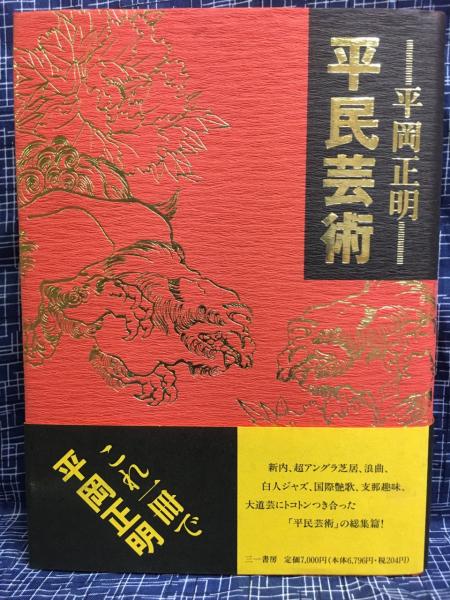 平岡正明
平民芸術
これ一冊で
平岡正明
新内、超アングラ芝居、浪曲、
白人ジャズ、国際艶歌、支那趣味、
大道芸にトコトンつき合った
「平民芸術」の総集篇!
三一書房 定価7,000円(本体6,796円・税204円)